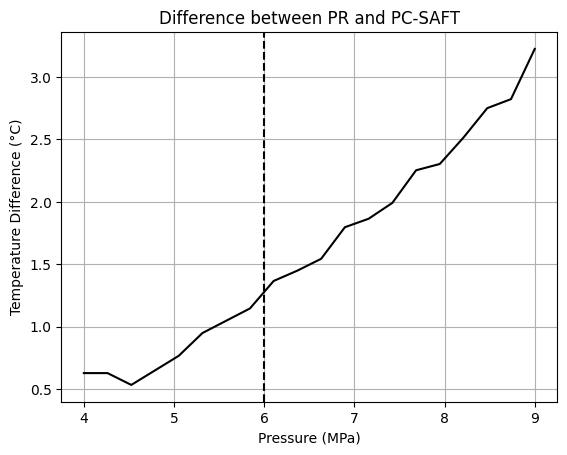 Difference between PR and PC-SAFT
Temperature Difference (°C)
3.0
2.5
2.0
1.5
1.0
0.5
4 5 6 7 8 9
Pressure (MPa)